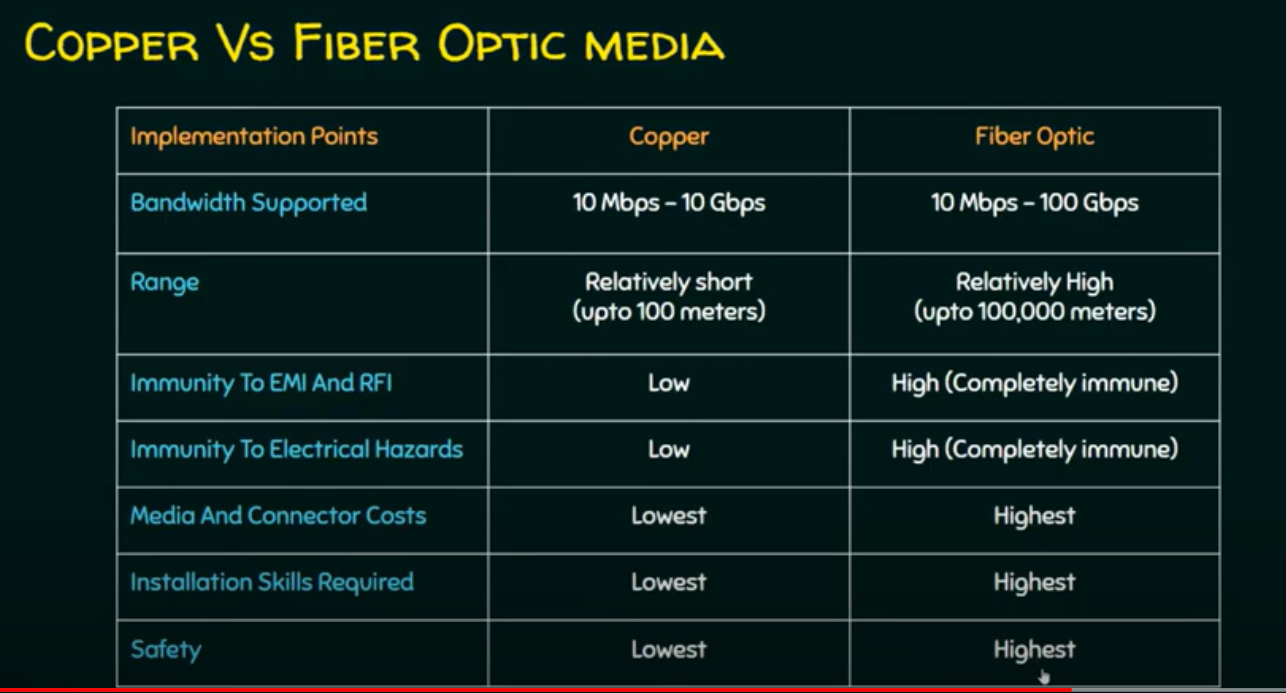 Copper Vs Fiber Optic media
Implementation Points Copper Fiber Optic
Bandwidth Supported 10 Mbps – 10 Gbps 10 Mbps – 100 Gbps
Range Relatively short Relatively High
(upto 100 meters) (upto 100,000 meters)
Immunity To EMI And RFI Low High (Completely immune)
Immunity To Electrical Hazards Low High (Completely immune)
Media And Connector Costs Lowest Highest
Installation Skills Required Lowest Highest
Safety Lowest Highest